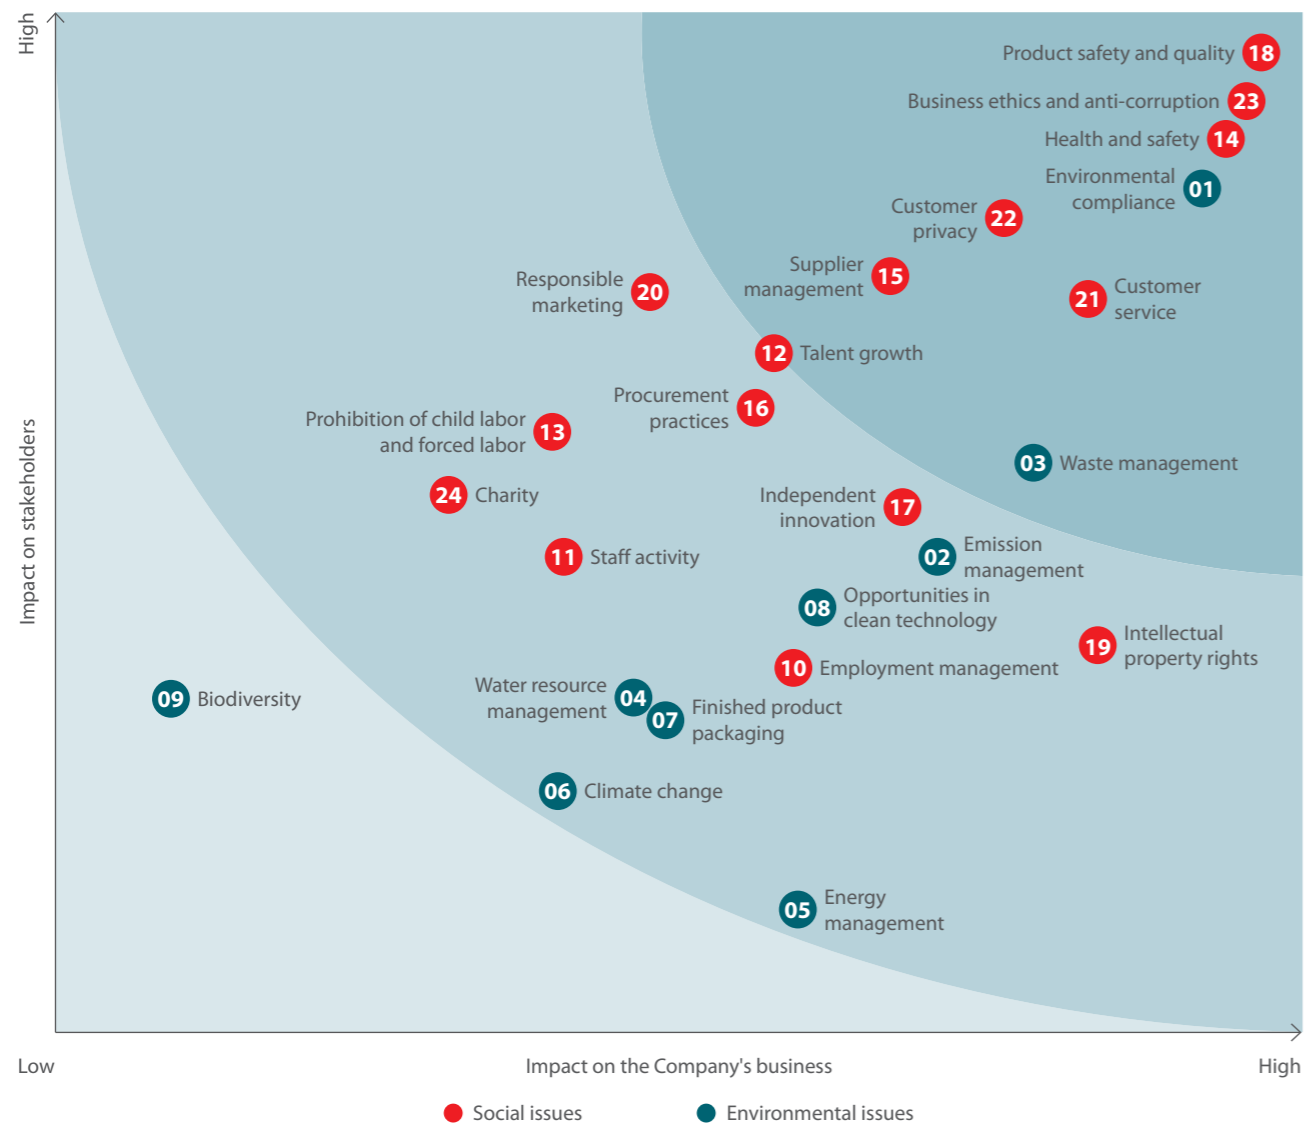 High
Product safety and quality 18
Business ethics and anti-corruption 23
Health and safety 14
Environmental
compliance
01
Customer
privacy
22
Supplier
management
15
Responsible
marketing
20
21
Customer
service
12 Talent growth
Procurement
practices
16
Prohibition of child labor
and forced labor
13
03 Waste management
24 Charity
Independent
innovation
17
11 Staff activity
02
Emission
management
08
Opportunities in
clean technology
19
Intellectual
property rights
10 Employment management
09 Biodiversity
Water resource
management
04
07
Finished product
packaging
06 Climate change
05
Energy
management
Impact on stakeholders
Low
Impact on the Company's business
High
Social issues
Environmental issues